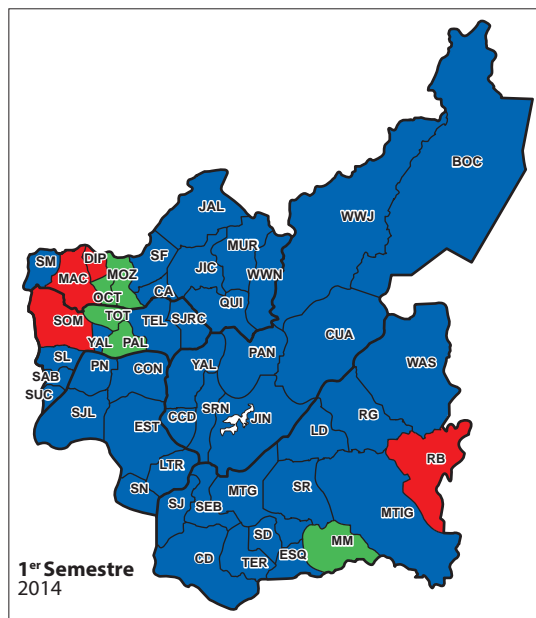 BOC
JAL
WWJ
MUR
SM
DIP
SF
MAC
MOZ
JIC
WWN
CA
OCT
QUI
SOM
TOT
TEL
SJRC
CUA
YAL
PAL
PAN
SL
PN
CON
YAL
WAS
SAB
SUC
SJL
EST
CCD
SRN
JIN
RG
LD
RB
LTR
SN
SJ
MTG
SR
SEB
MTIG
SD
MM
CD
TER
ESQ
1er Semestre
2014